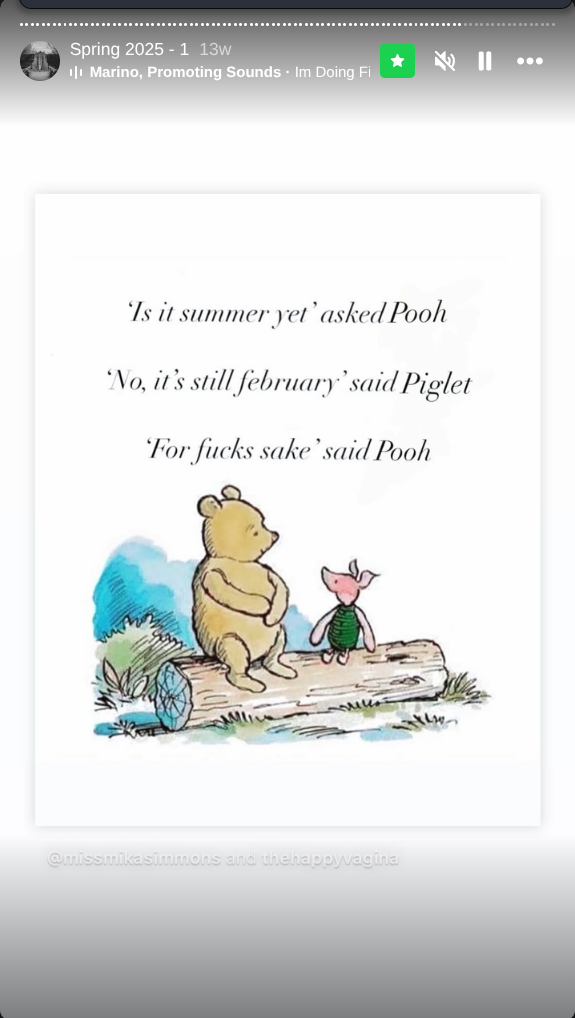 Spring 2025 - 1 13w
Marino, Promoting Sounds · Im Doing Fi
‘Is it summer yet’ asked Pooh
‘No, it’s still february’ said Piglet
‘For fucks sake’ said Pooh
@missmikasimmons and thehappyvagina